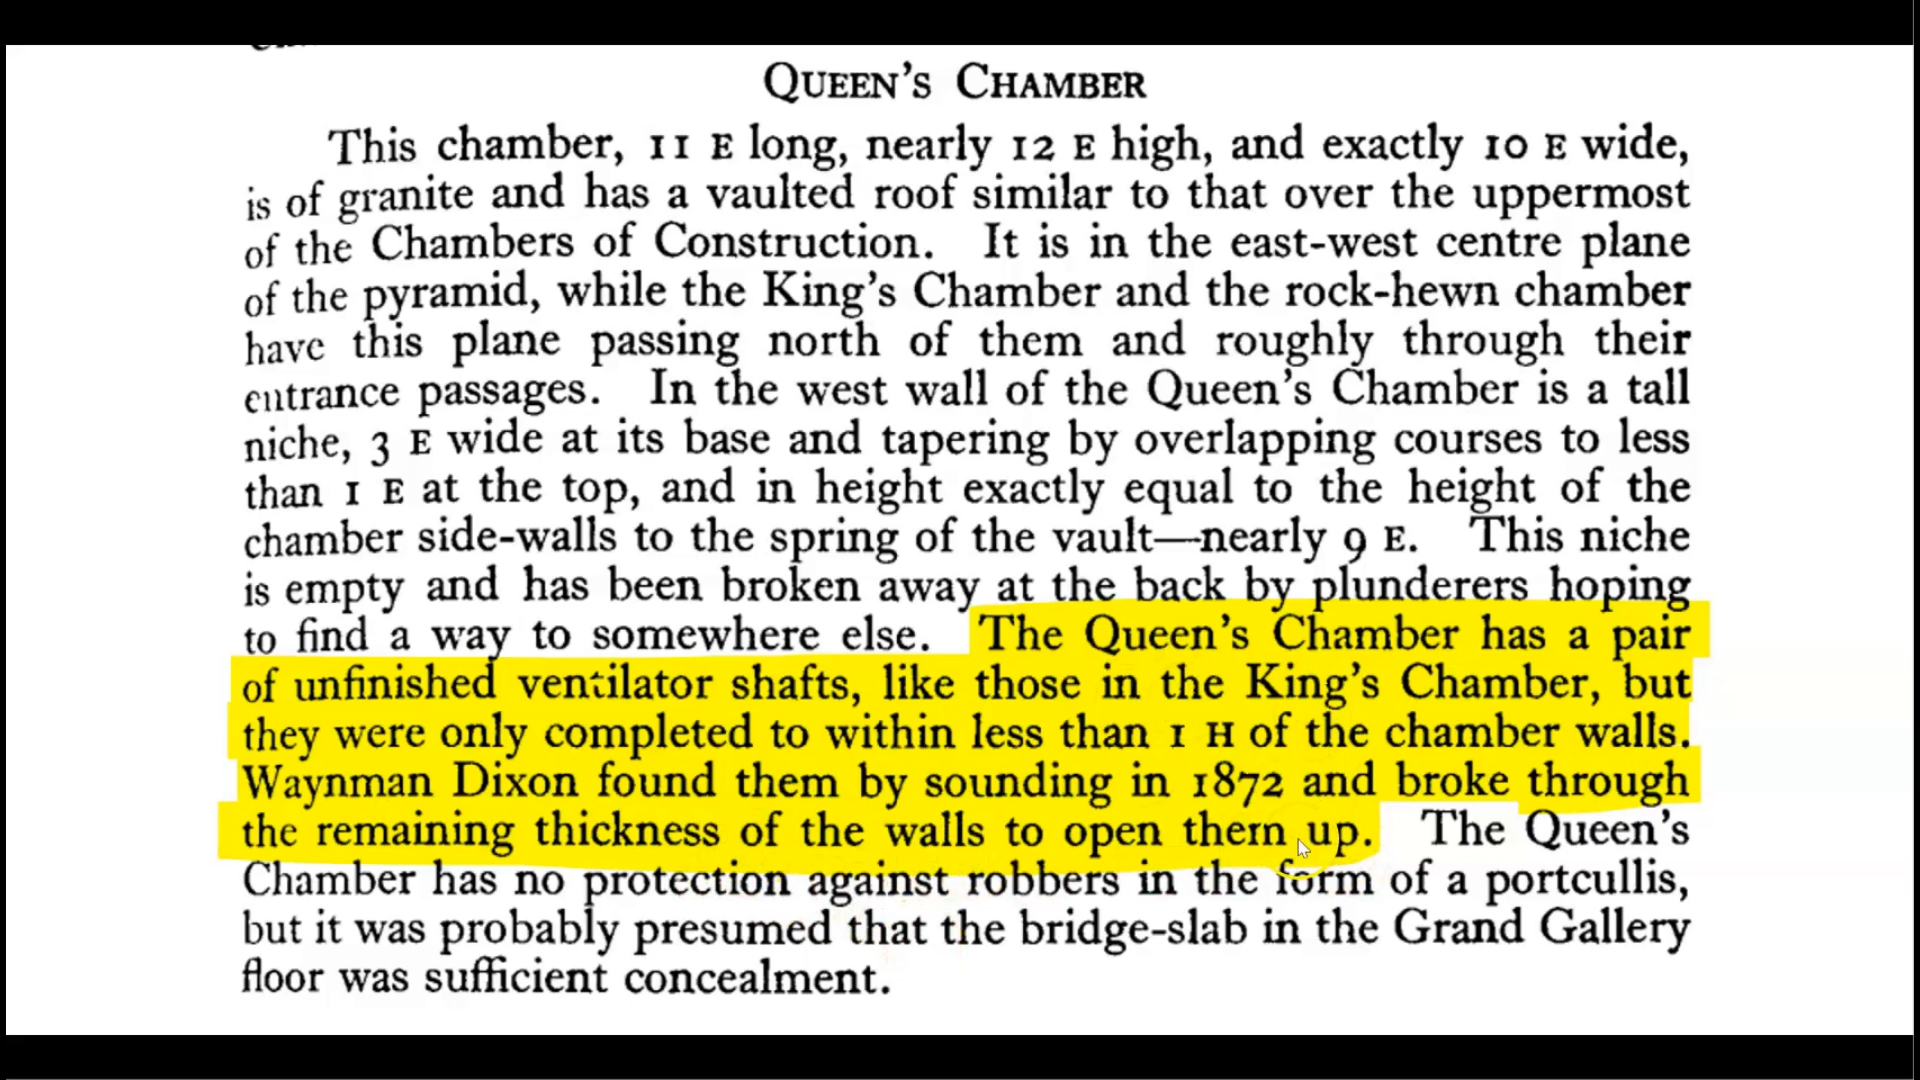 QUEEN'S CHAMBER
This chamber, 11 E long, nearly 12 E high, and exactly 10 E wide,
is of granite and has a vaulted roof similar to that over the uppermost
of the Chambers of Construction. It is in the east-west centre plane
of the pyramid, while the King's Chamber and the rock-hewn chamber
have this plane passing north of them and roughly through their
entrance passages. In the west wall of the Queen's Chamber is a tall
niche, 3 E wide at its base and tapering by overlapping courses to less
than 1 E at the top, and in height exactly equal to the height of the
chamber side-walls to the spring of the vault—nearly 9 E. This niche
is empty and has been broken away at the back by plunderers hoping
to find a way to somewhere else. The Queen's Chamber has a pair
of unfinished ventilator shafts, like those in the King's Chamber, but
they were only completed to within less than 1 H of the chamber walls.
Waynman Dixon found them by sounding in 1872 and broke through
the remaining thickness of the walls to open them up. The Queen's
Chamber has no protection against robbers in the form of a portcullis,
but it was probably presumed that the bridge-slab in the Grand Gallery
floor was sufficient concealment.